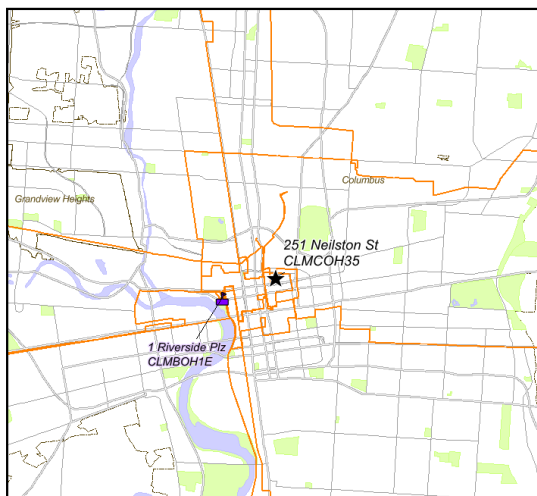 Columbus
Grandview Heights
251 Neilston St
CLMCOH35
1 Riverside Plz
CLMBOH1E